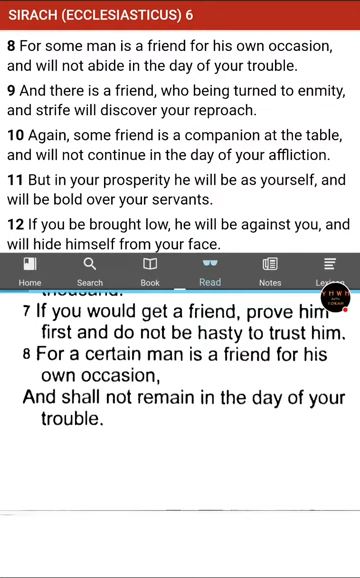 SIRACH (ECCLESIASTICUS) 6
8 For some man is a friend for his own occasion,
and will not abide in the day of your trouble.
9 And there is a friend, who being turned to enmity,
and strife will discover your reproach.
10 Again, some friend is a companion at the table,
and will not continue in the day of your affliction.
11 But in your prosperity he will be as yourself, and
will be bold over your servants.
12 If you be brought low, he will be against you, and
will hide himself from your face.
Home Search Book Read Notes
thousand.
7 If you would get a friend, prove him
first and do not be hasty to trust him.
8 For a certain man is a friend for his
own occasion,
And shall not remain in the day of your
trouble.